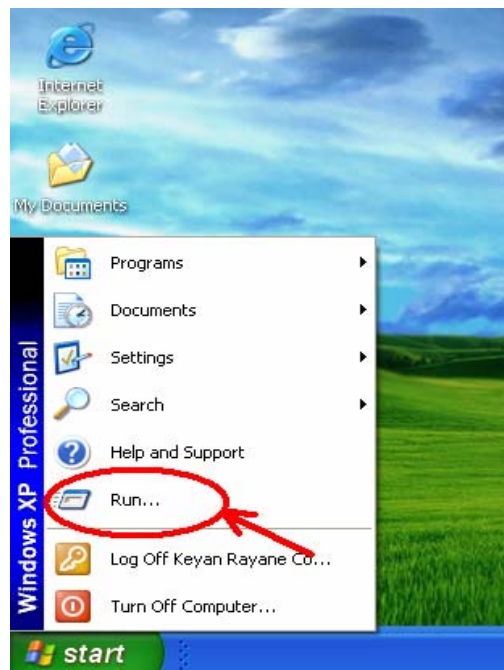 Internet
Explorer
My Documents
Windows XP Professional
Programs
Documents
Settings
Search
Help and Support
Run...
Log Off Keyan Rayane Co...
Turn Off Computer...
start